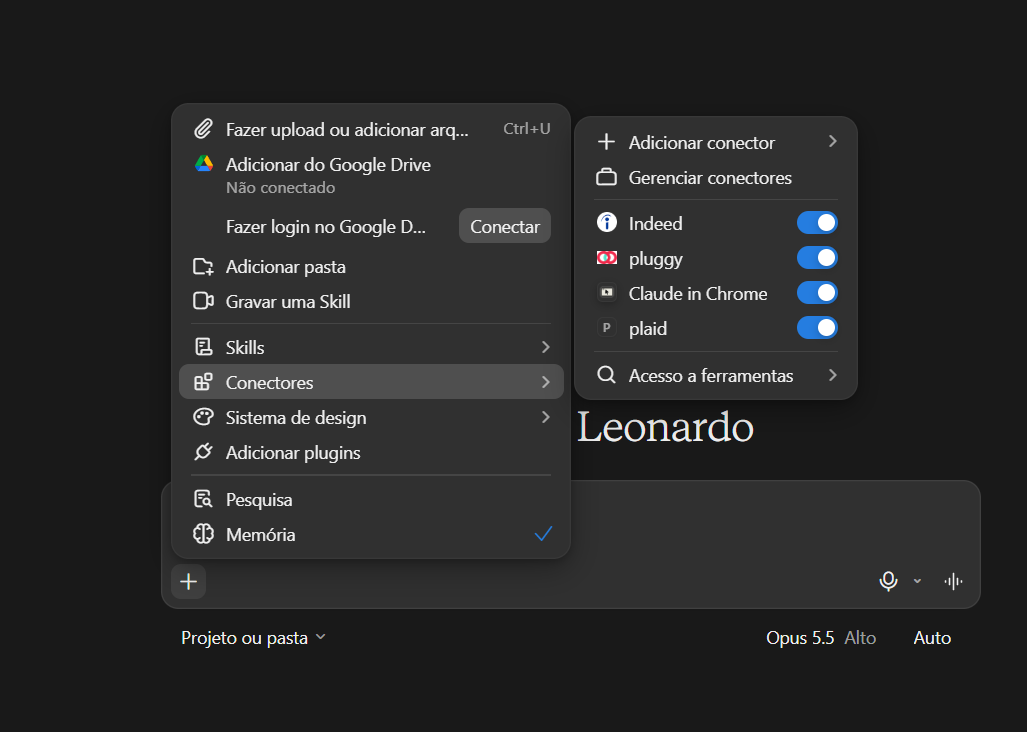 Fazer upload ou adicionar arq... Ctrl+U
Adicionar do Google Drive
Não conectado
Fazer login no Google D... Conectar
Adicionar pasta
Gravar uma Skill
Skills
Conectores
Sistema de design
Adicionar plugins
Pesquisa
Memória
Adicionar conector
Gerenciar conectores
Indeed
pluggy
Claude in Chrome
P plaid
Acesso a ferramentas
Leonardo
Projeto ou pasta
Opus 5.5 Alto
Auto